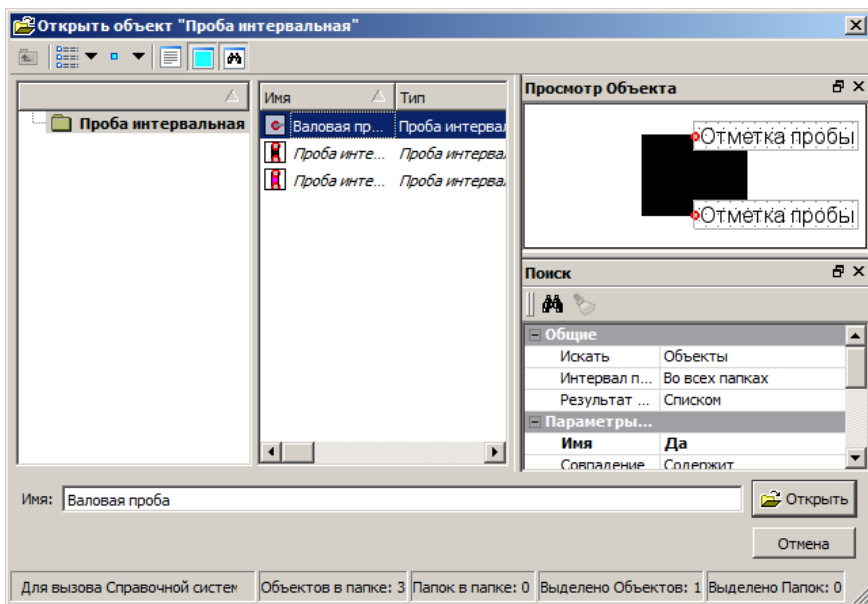 Открыть объект "Проба интервальная"
Проба интервальная
Имя Тип
Валовая пр... Проба интервал
Проба инте... Проба интервал
Проба инте... Проба интервал
Просмотр Объекта
Отметка пробы
Отметка пробы
Поиск
Общие
Искать Объекты
Интервал п... Во всех папках
Результат ... Списком
Параметры...
Имя Да
Совпадение Содержит
Имя: Валовая проба
Открыть
Отмена
Для вызова Справочной систем Объектов в папке: 3 Папок в папке: 0 Выделено Объектов: 1 Выделено Папок: 0